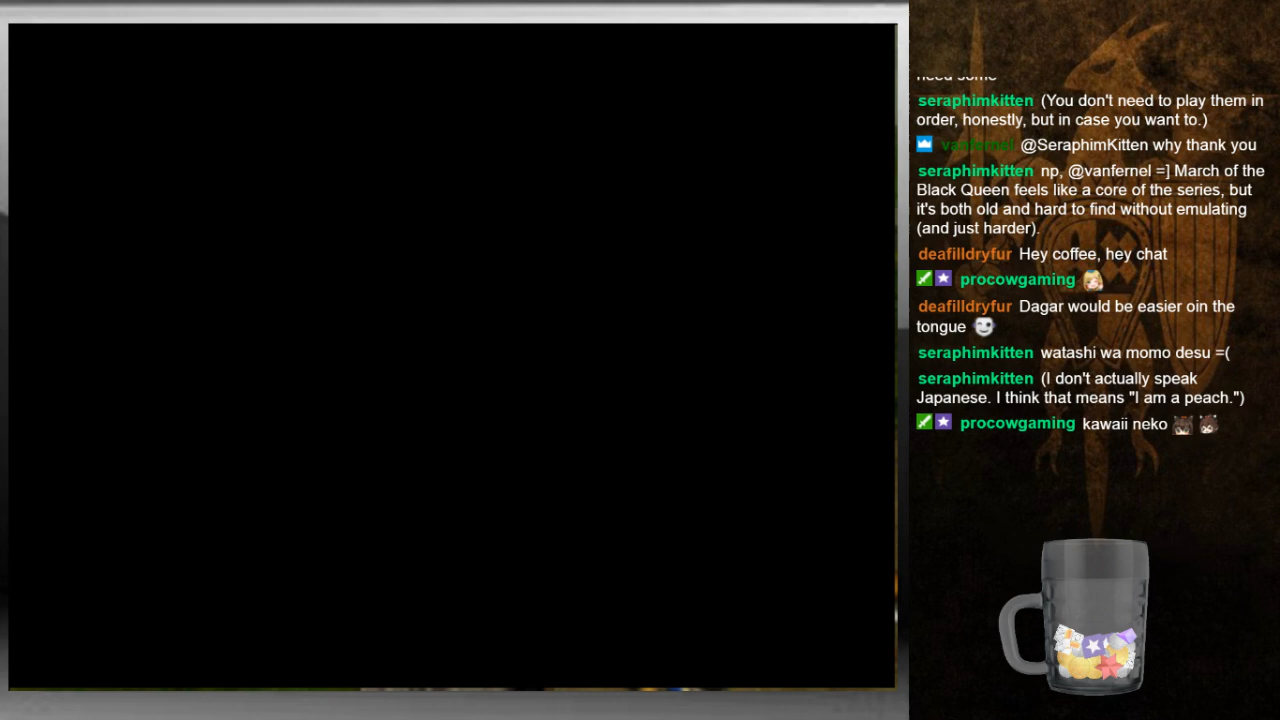 need some
seraphimkitten (You don't need to play them in
order, honestly, but in case you want to.)
vanfernel @SeraphimKitten why thank you
seraphimkitten np, @vanfernel =] March of the
Black Queen feels like a core of the series, but
it's both old and hard to find without emulating
(and just harder).
deafilldryfur Hey coffee, hey chat
procowgaming
deafilldryfur Dagar would be easier oin the
tongue
seraphimkitten watashi wa momo desu =(
seraphimkitten (I don't actually speak
Japanese. I think that means "I am a peach.")
procowgaming kawaii neko